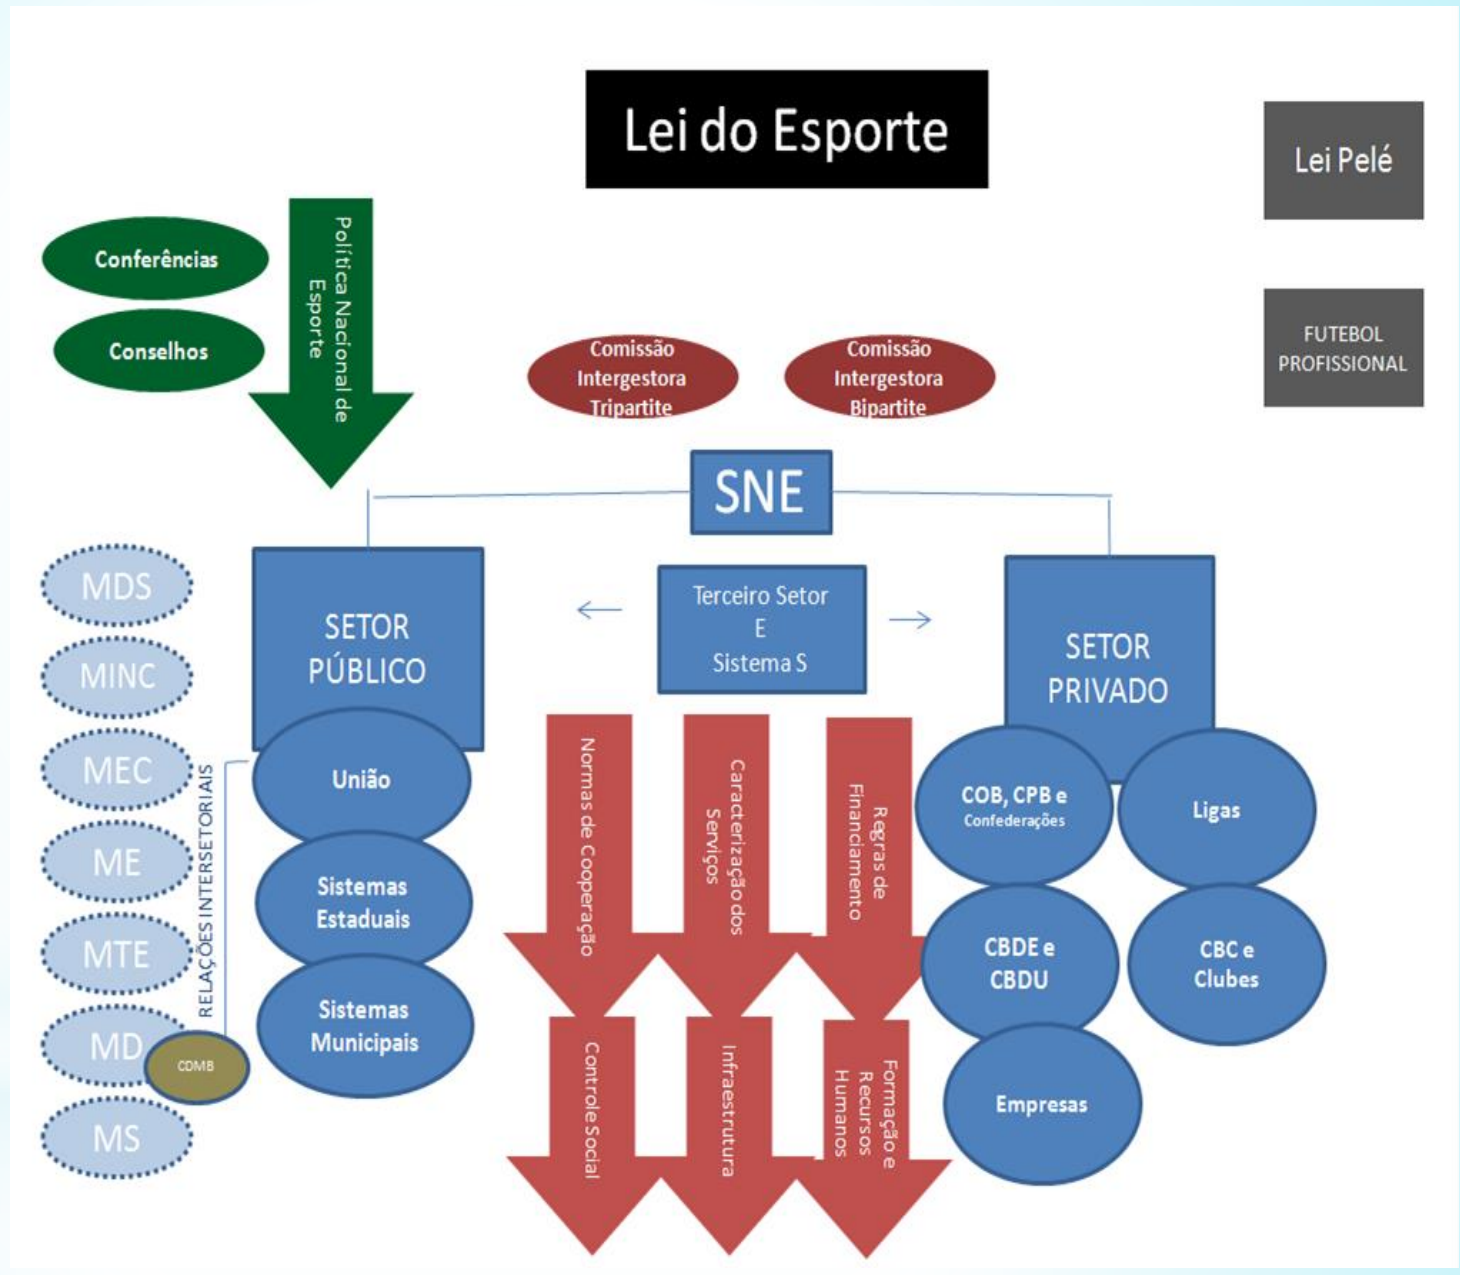 Lei do Esporte
Lei Pelé
Conferências
Conselhos
Política Nacional de
Esporte
FUTEBOL
PROFISSIONAL
Comissão
Intergestora
Tripartite
Comissão
Intergestora
Bipartite
SNE
MDS
MINC
MEC
ME
MTE
MD
CDMB
MS
RELAÇÕES INTERSETORIAIS
SETOR
PÚBLICO
União
Sistemas
Estaduais
Sistemas
Municipais
Terceiro Setor
E
Sistema S
Normas de Cooperação
Caracterização dos
Serviços
Regras de
Financiamento
Controle Social
Infraestrutura
Formação e
Recursos
Humanos
SETOR
PRIVADO
COB, CPB e
Confederações
Ligas
CBDE e
CBDU
CBC e
Clubes
Empresas